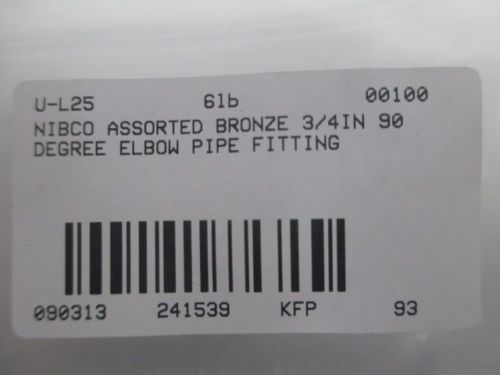 U-L25 6lb 00100
NIBCO ASSORTED BRONZE 3/4IN 90
DEGREE ELBOW PIPE FITTING
090313 241539 KFP 93